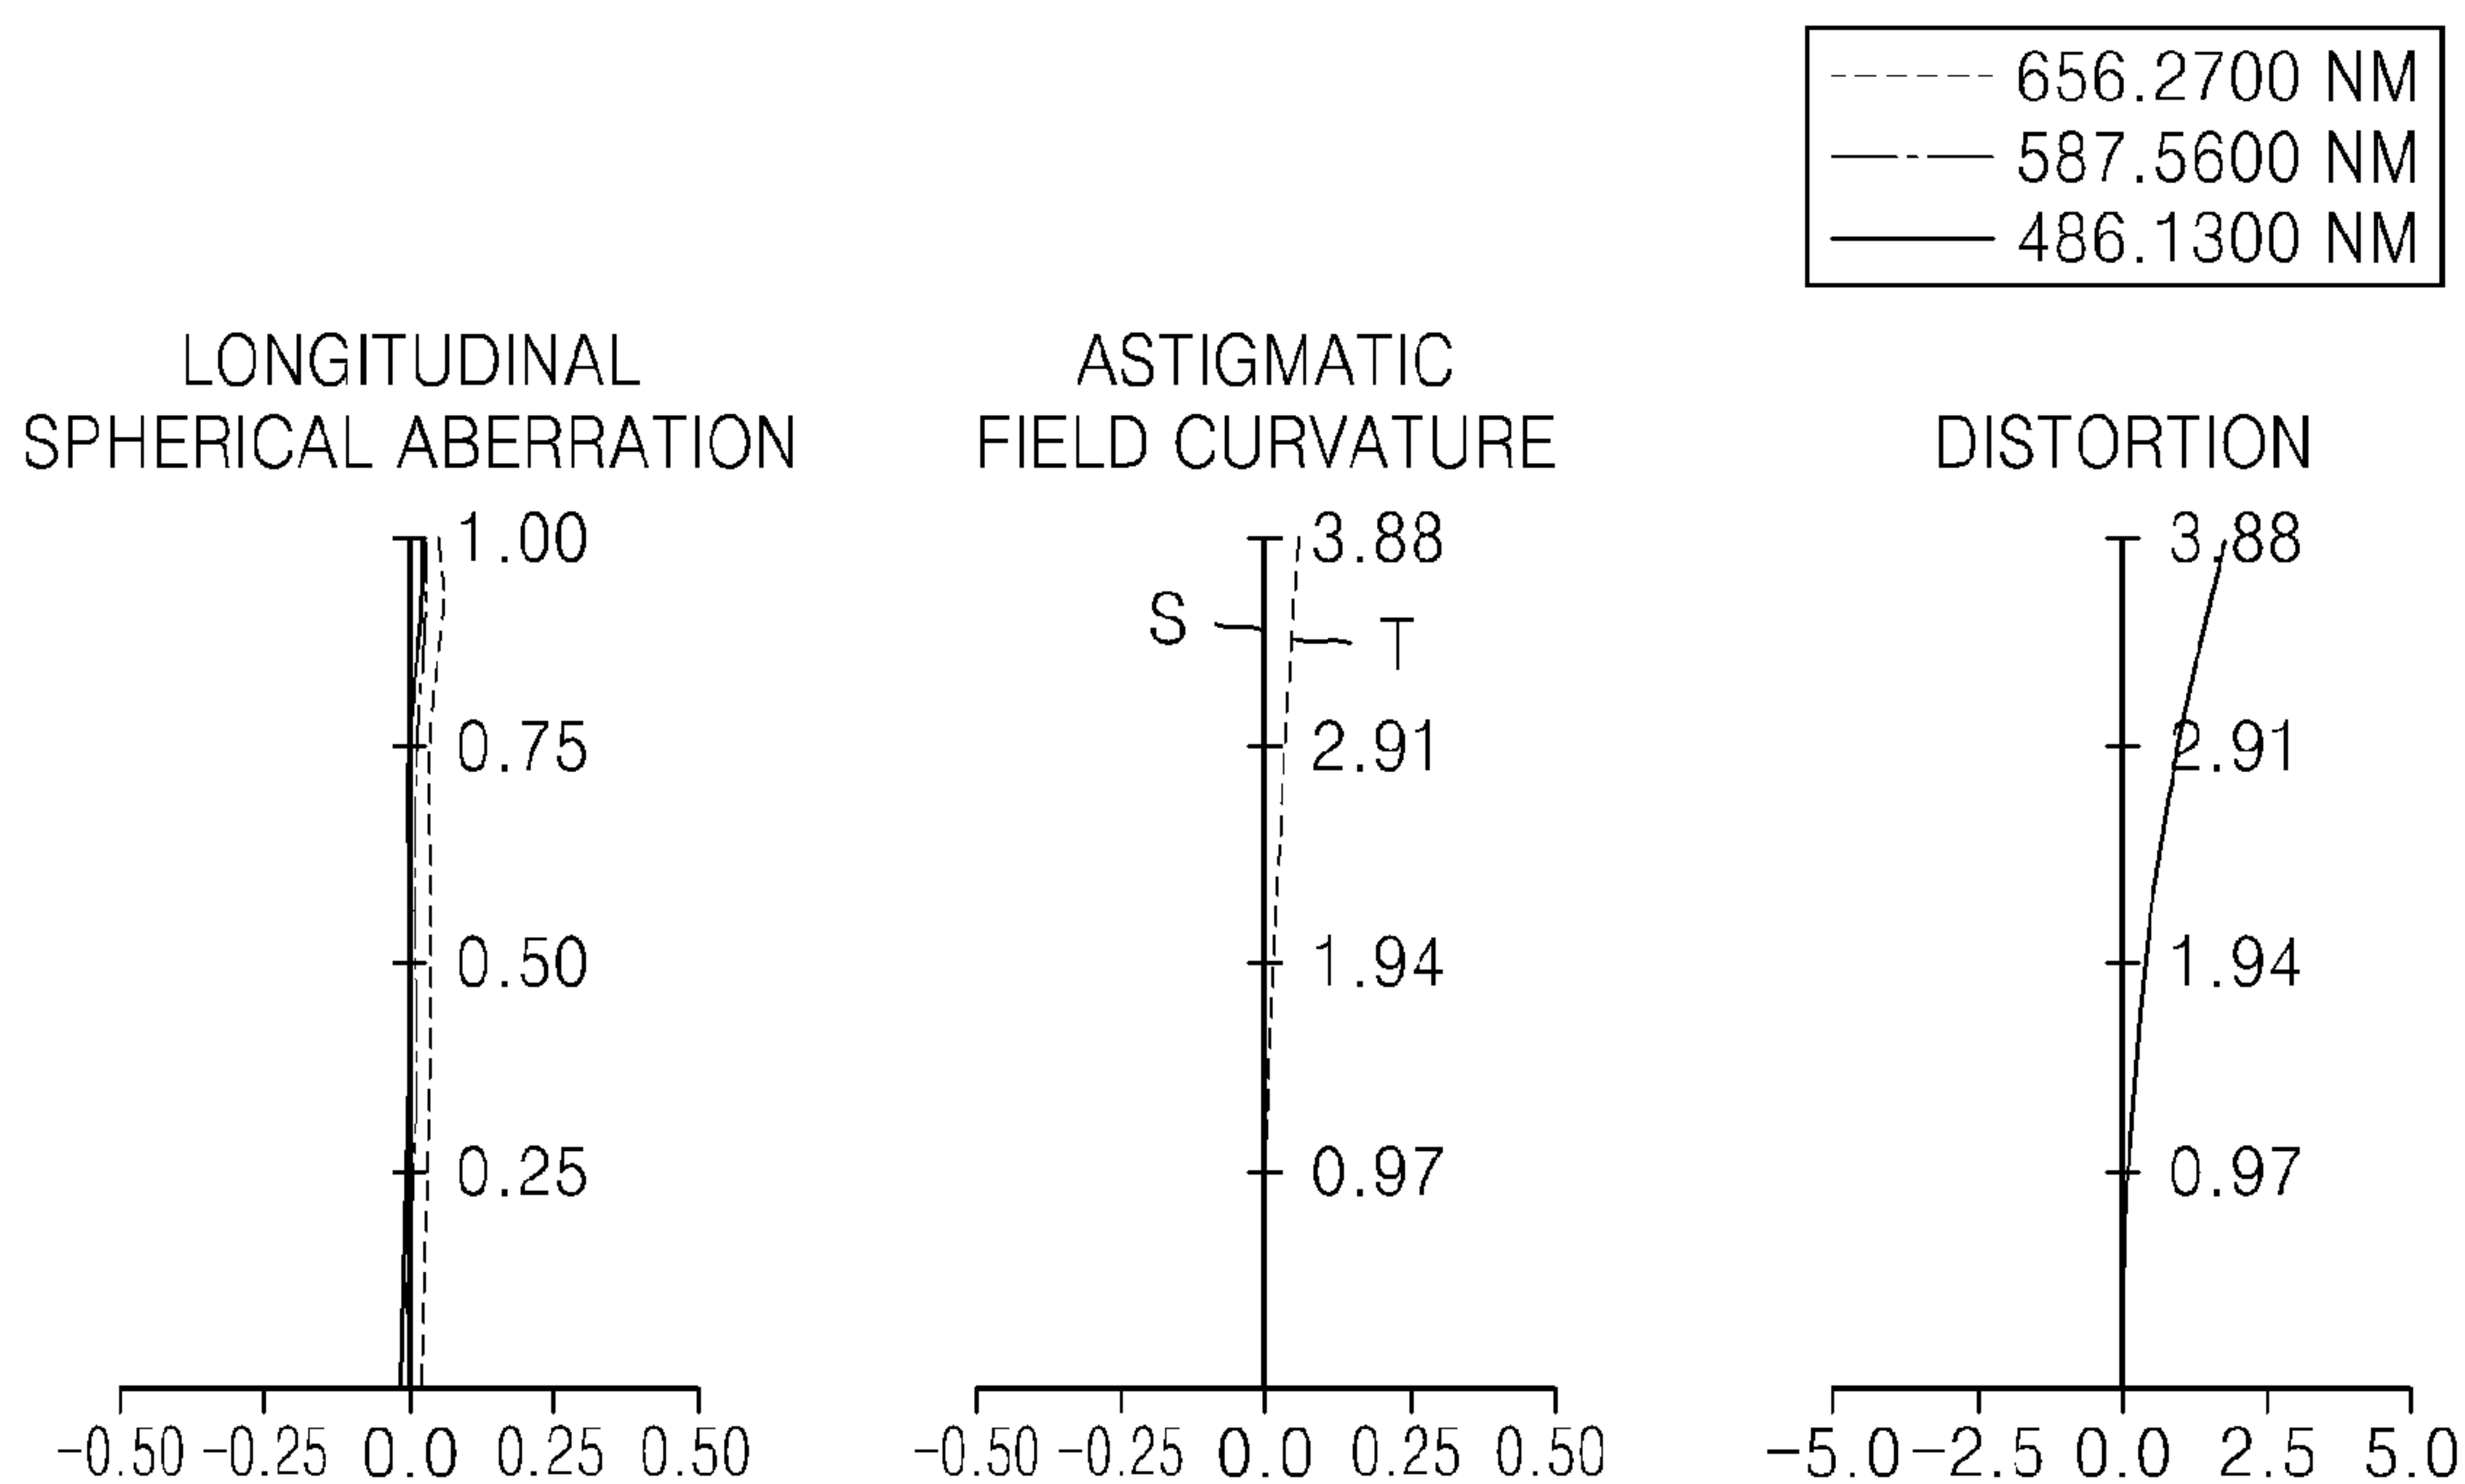 656.2700 NM
587.5600 NM
486.1300 NM
LONGITUDINAL
SPHERICAL ABERRATION
1.00
0.75
0.50
0.25
-0.50 -0.25 0.0 0.25 0.50
ASTIGMATIC
FIELD CURVATURE
3.88
S
T
2.91
1.94
0.97
-0.50 -0.25 0.0 0.25 0.50
DISTORTION
3.88
2.91
1.94
0.97
-5.0 -2.5 0.0 2.5 5.0